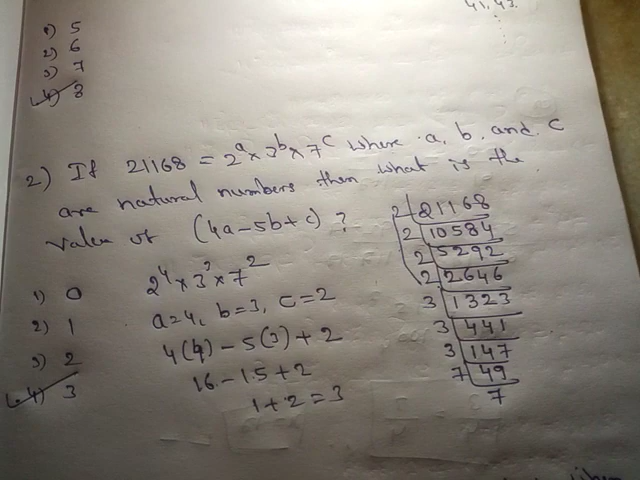 41, 43
1) 5
2) 6
3) 7
4) 8
2) If 21168 = 2^a × 3^b × 7^c where a, b, and c
are natural numbers then what is the
value of (4a-5b+c) ?
1) 0
2) 1
3) 2
4) 3
2^4 × 3^3 × 7^2
a=4, b=3, c=2
4(4) - 5(3) + 2
16 - 15 + 2
1+2 = 3
2 21168
2 10584
2 5292
2 2646
3 1323
3 441
3 147
7 49
7